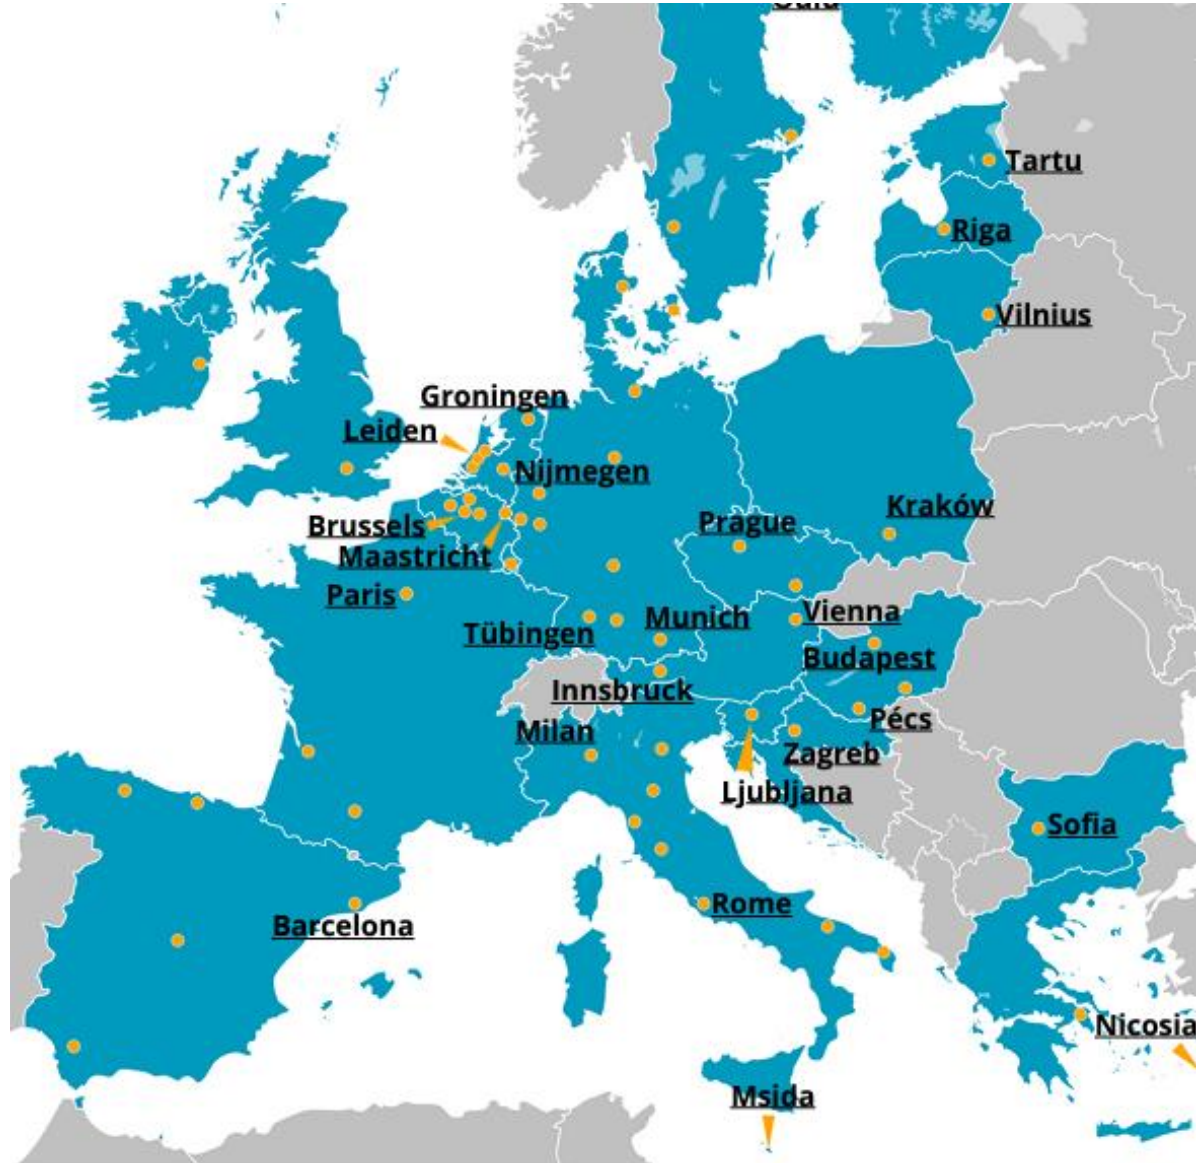 Oulu
Tartu
Riga
Vilnius
Groningen
Leiden
Nijmegen
Kraków
Prague
Brussels
Maastricht
Paris
Vienna
Munich
Tübingen
Budapest
Innsbruck
Pécs
Milan
Zagreb
Ljubljana
Sofia
Rome
Barcelona
Nicosia
Msida